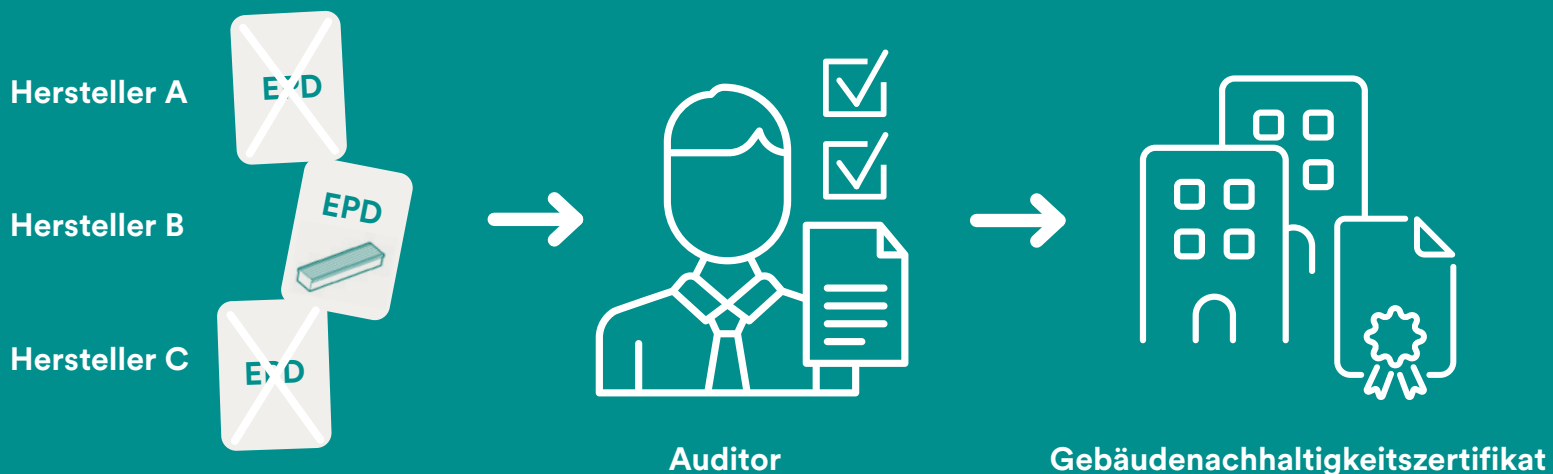 Hersteller A
EPD
Hersteller B
EPD
Hersteller C
EPD
Auditor
Gebäudenachhaltigkeitszertifikat